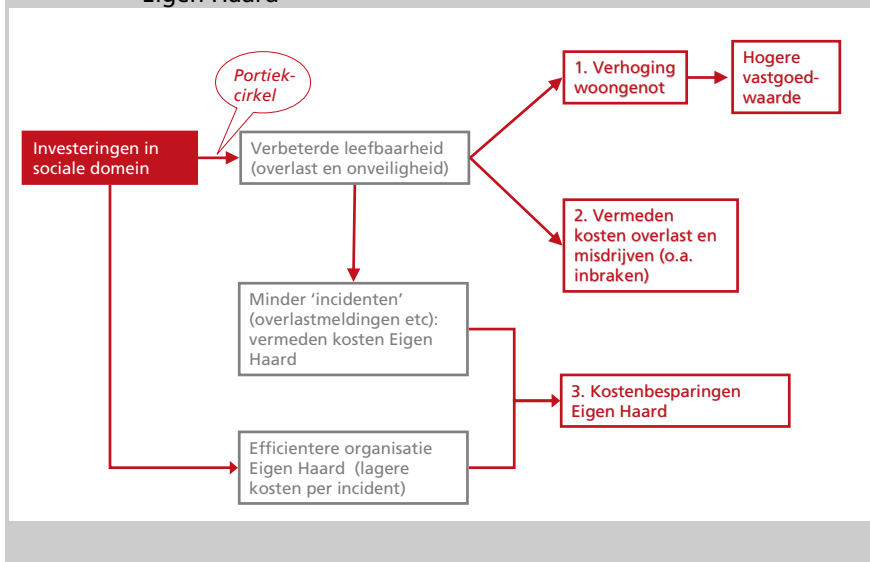 Eigen Haard
Portiek-
cirkel
Investeringen in
sociale domein
Verbeterde leefbaarheid
(overlast en onveiligheid)
1. Verhoging
woongenot
Hogere
vastgoed-
waarde
2. Vermeden
kosten overlast en
misdrijven (o.a.
inbraken)
Minder ‘incidenten’
(overlastmeldingen etc):
vermeden kosten Eigen
Haard
3. Kostenbesparingen
Eigen Haard
Efficientere organisatie
Eigen Haard (lagere
kosten per incident)